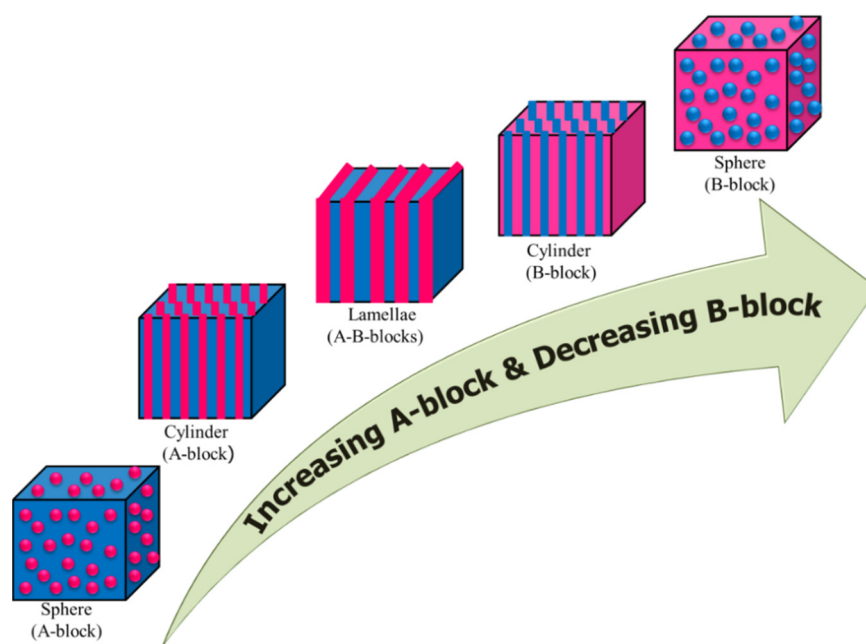 Sphere
(B-block)
Cylinder
(B-block)
Lamellae
(A-B-blocks)
Cylinder
(A-block)
Sphere
(A-block)
Increasing A-block & Decreasing B-block